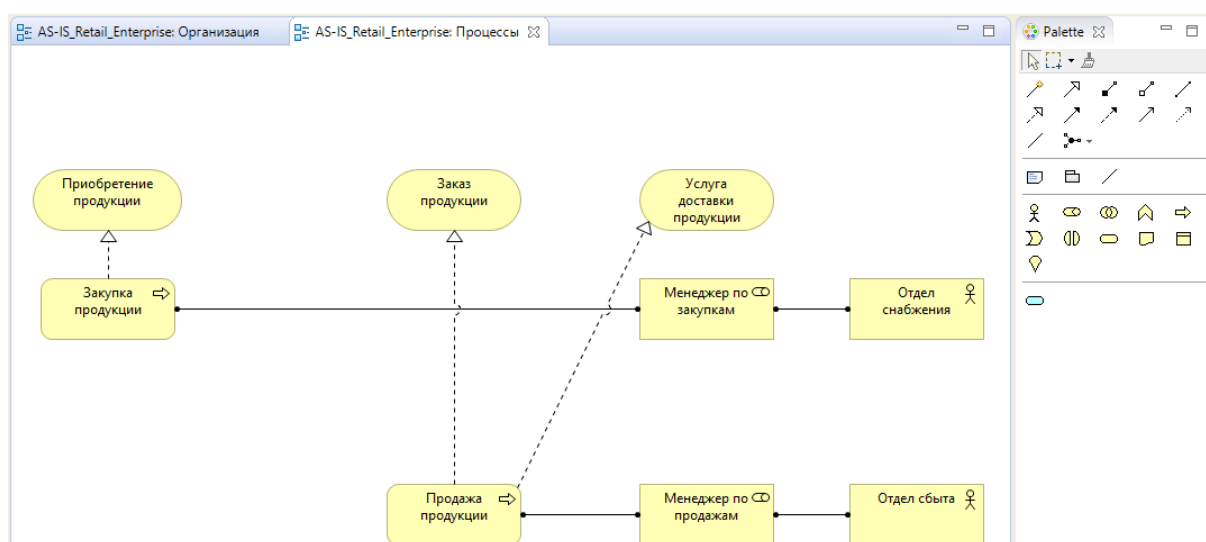 AS-IS_Retail_Enterprise: Организация
AS-IS_Retail_Enterprise: Процессы
Palette
Приобретение
продукции
Заказ
продукции
Услуга
доставки
продукции
Закупка
продукции
Менеджер по
закупкам
Отдел
снабжения
Продажа
продукции
Менеджер по
продажам
Отдел сбыта